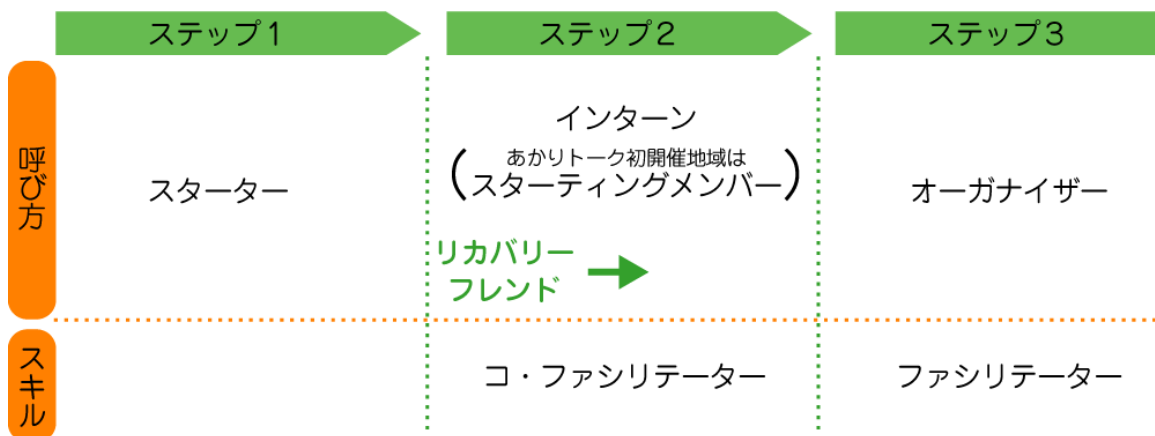 ステップ1
ステップ2
ステップ3
呼び方
スターター
インターン
(あかりトーク初開催地域は
スターティングメンバー)
オーガナイザー
リカバリー
フレンド
スキル
コ・ファシリテーター
ファシリテーター